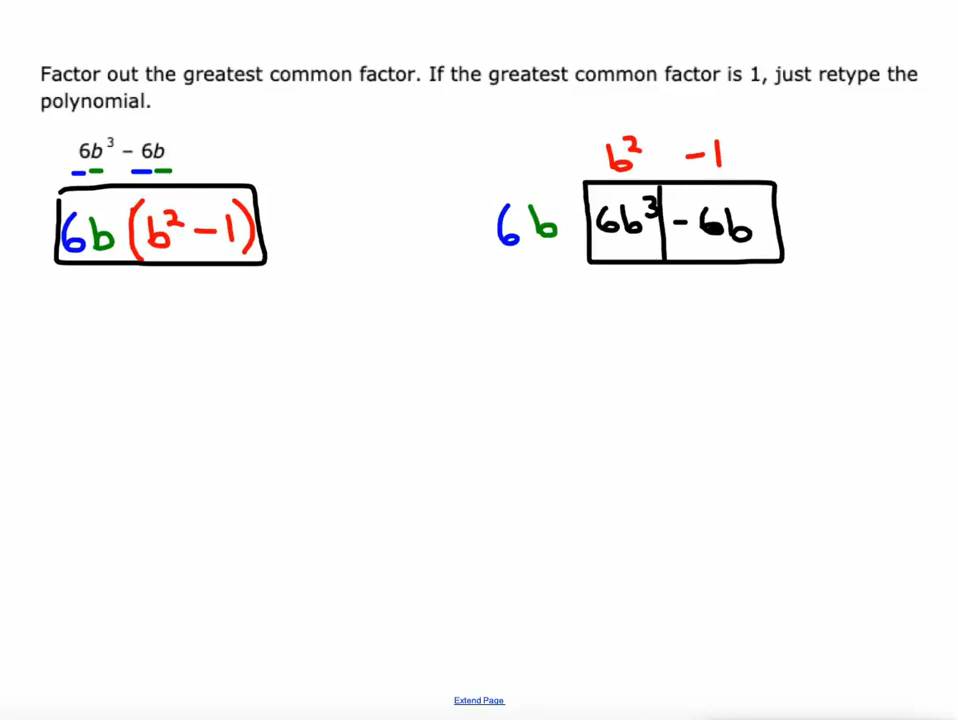 Factor out the greatest common factor. If the greatest common factor is 1, just retype the
polynomial.
6b³ – 6b
b² -1
6b (b² - 1)
6b 6b³ - 6b
Extend Page